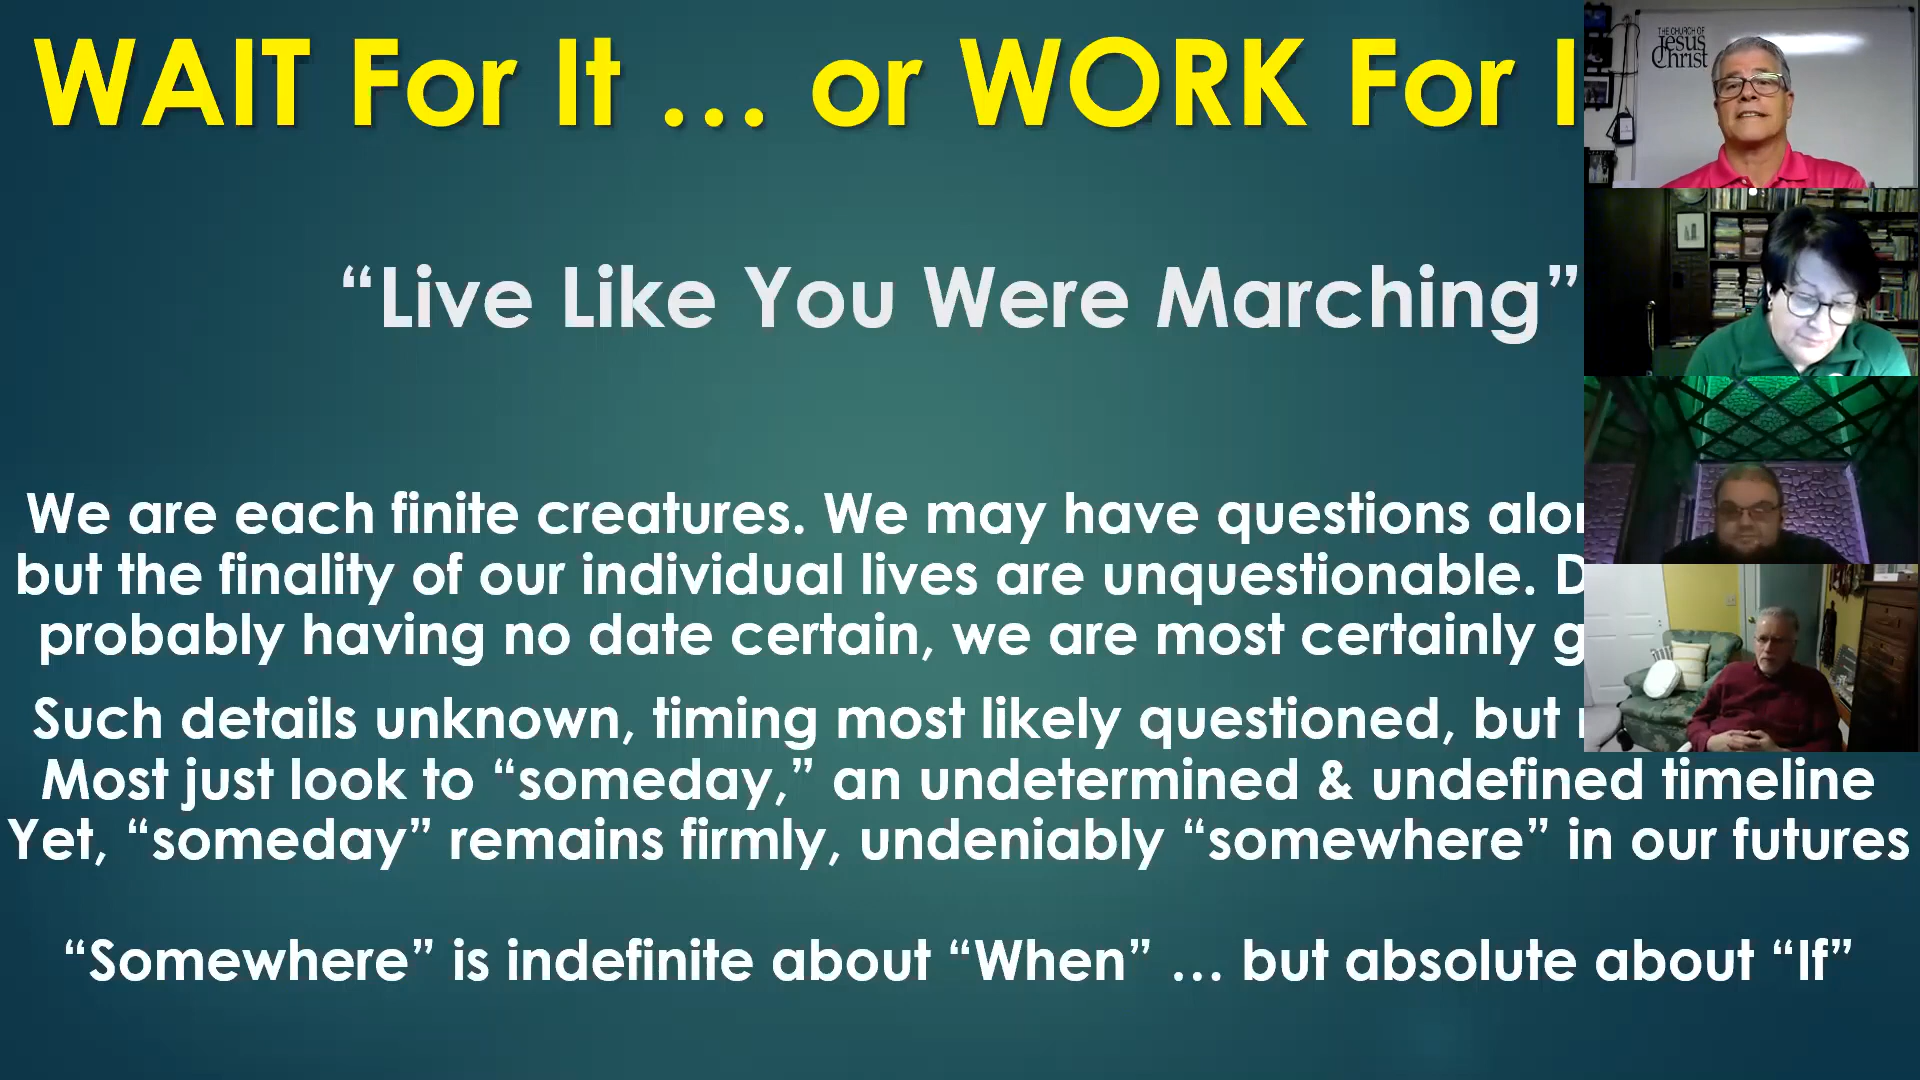 WAIT For It … or WORK For I
THE CHURCH OF
Jesus
Christ
“Live Like You Were Marching”
We are each finite creatures. We may have questions
but the finality of our individual lives are unquestionable.
probably having no date certain, we are most certainly
Such details unknown, timing most likely questioned, but
Most just look to “someday,” an undetermined & undefined timeline
Yet, “someday” remains firmly, undeniably “somewhere” in our futures
“Somewhere” is indefinite about “When” … but absolute about “If”